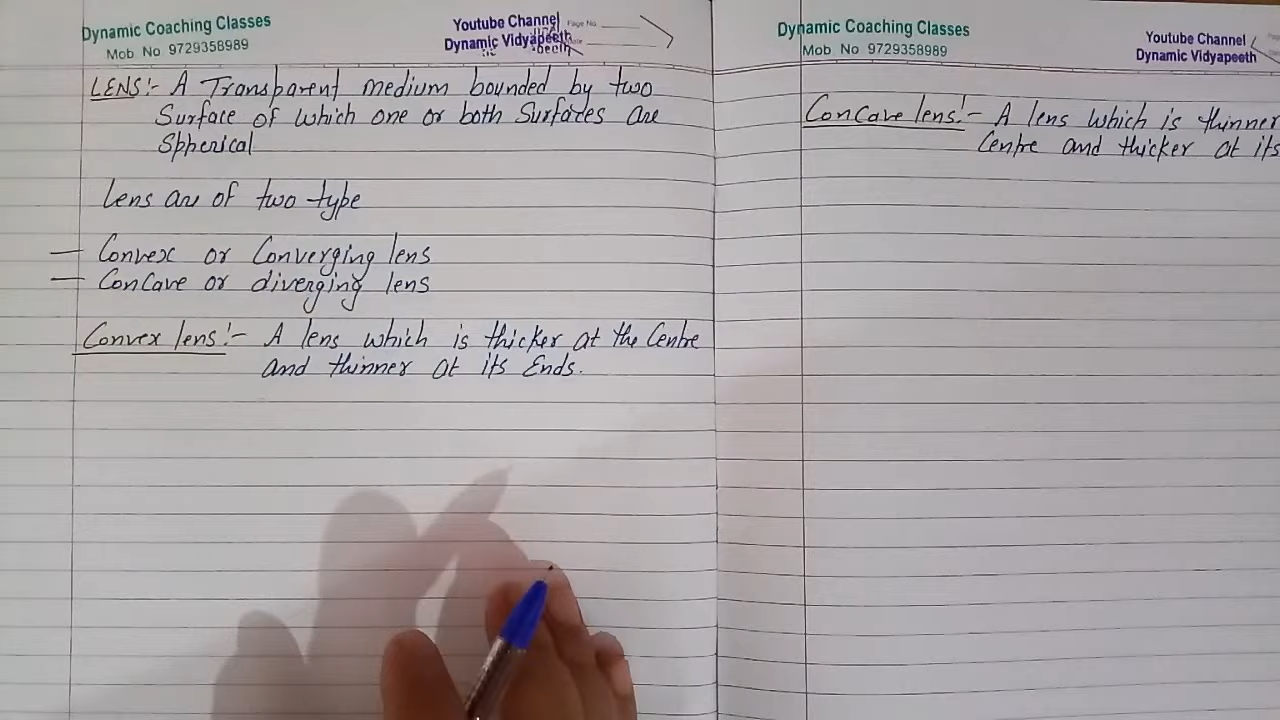 Dynamic Coaching Classes
Mob. No 9729358989
Youtube Channel
Dynamic Vidyapeeth
Page No.
LENS:- A Transparent medium bounded by two
Surface of which one or both Surfaces are
Spherical
Lens are of two type
— Convex or Converging lens
— Concave or diverging lens
Convex lens:- A lens which is thicker at the Centre
and thinner at its Ends.
Dynamic Coaching Classes
Mob. No 9729358989
Youtube Channel
Dynamic Vidyapeeth
Concave lens:- A lens which is thinner
Centre and thicker at its